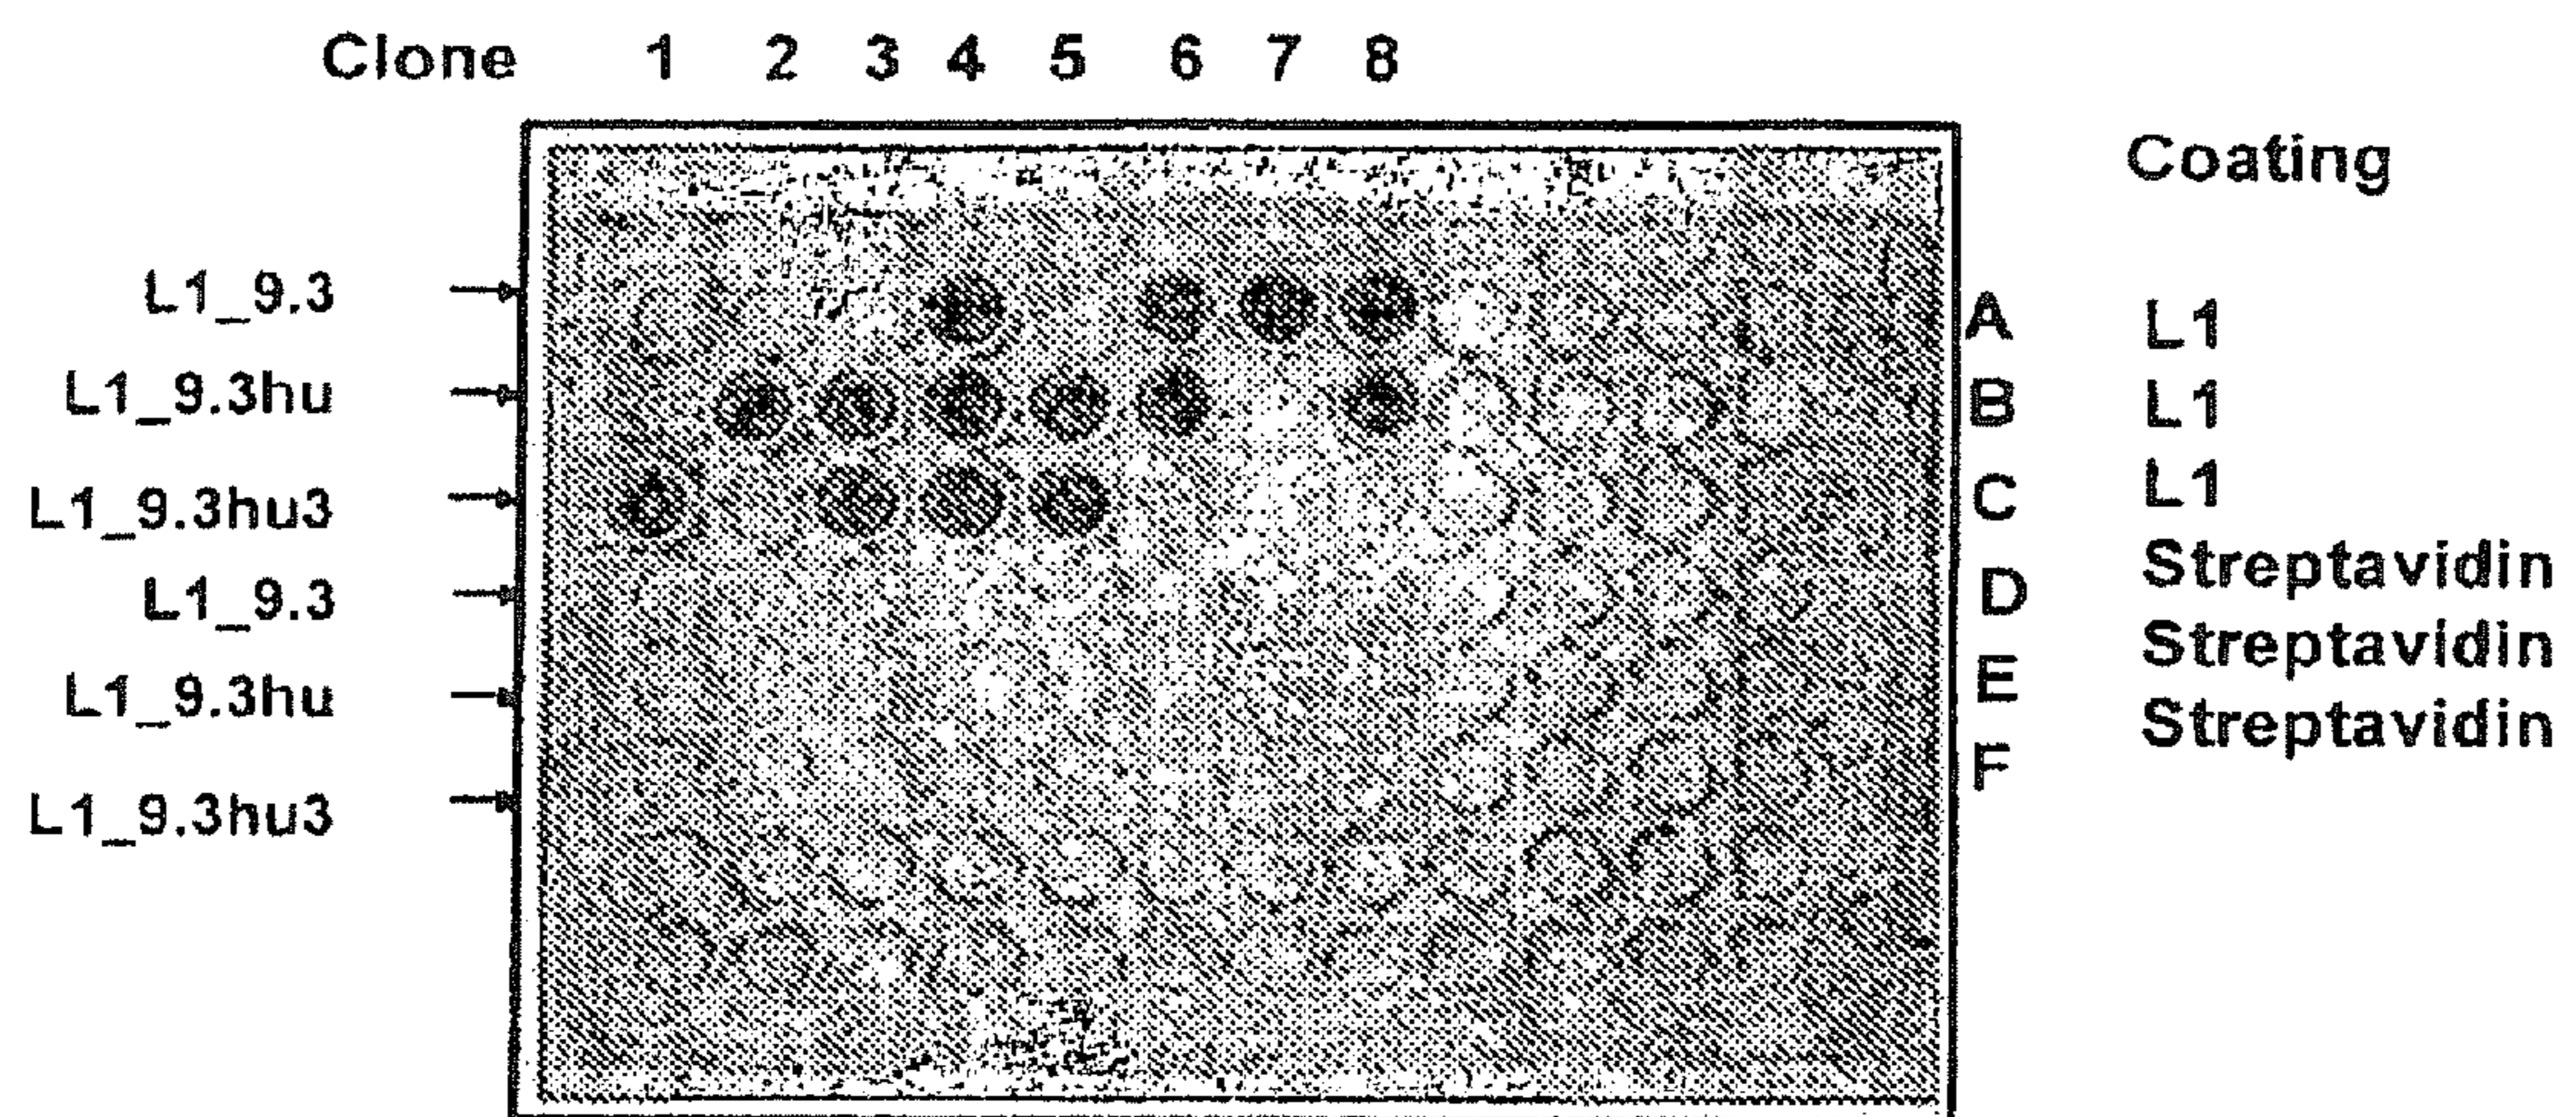 Clone 1 2 3 4 5 6 7 8
Coating
L1_9.3 A L1
L1_9.3hu B L1
L1_9.3hu3 C L1
L1_9.3 D Streptavidin
L1_9.3hu E Streptavidin
L1_9.3hu3 F Streptavidin